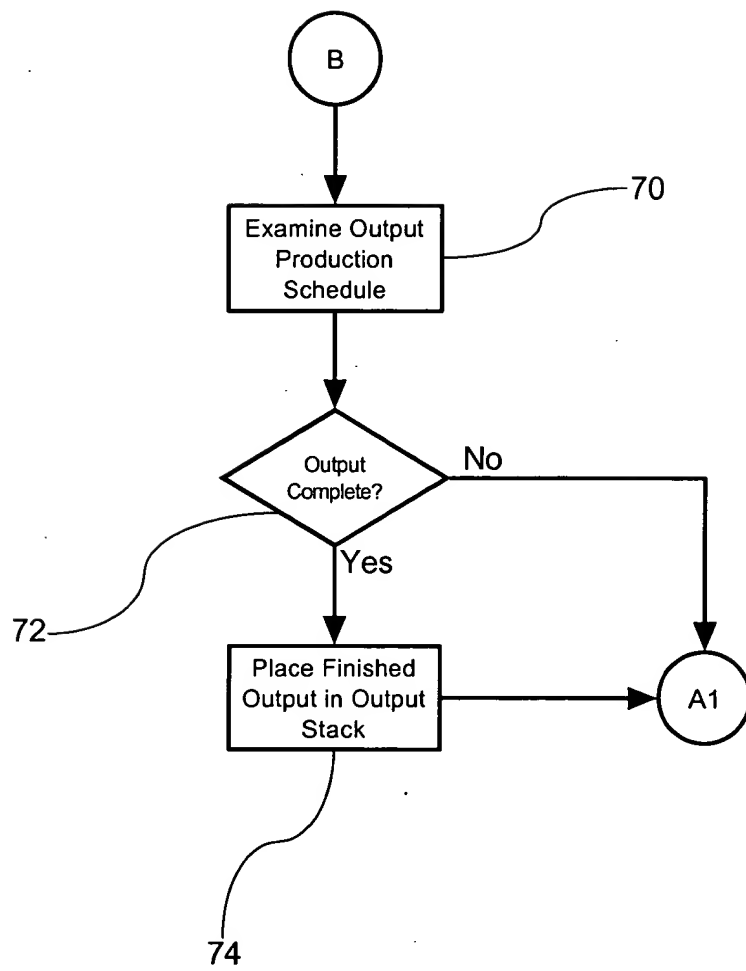 B
70
Examine Output
Production
Schedule
Output
Complete?
No
Yes
72
Place Finished
Output in Output
Stack
A1
74